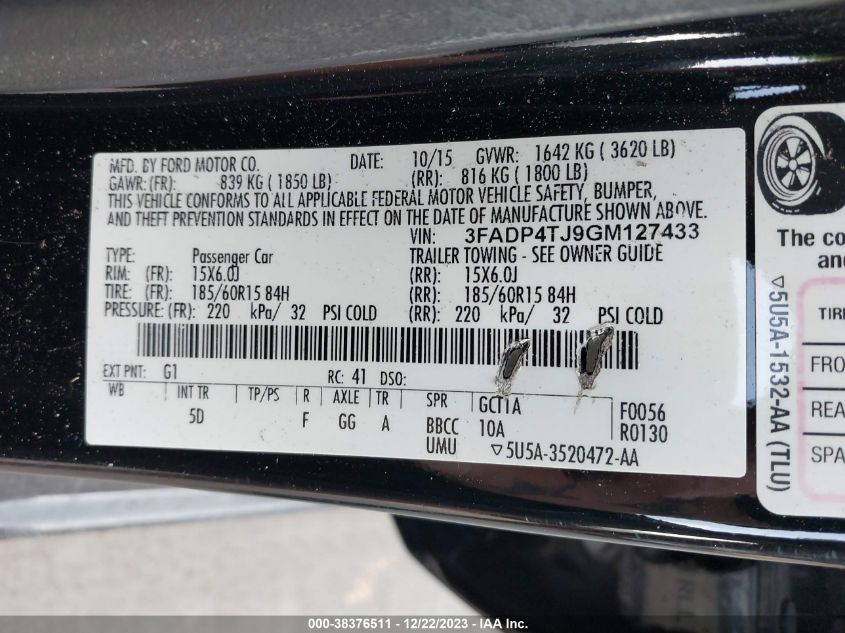 MFD. BY FORD MOTOR CO. DATE: 10/15 GVWR: 1642 KG ( 3620 LB)
GAWR: (FR): 839 KG ( 1850 LB) (RR): 816 KG ( 1800 LB)
THIS VEHICLE CONFORMS TO ALL APPLICABLE FEDERAL MOTOR VEHICLE SAFETY, BUMPER,
AND THEFT PREVENTION STANDARDS IN EFFECT ON THE DATE OF MANUFACTURE SHOWN ABOVE.
VIN: 3FADP4TJ9GM127433
TYPE: Passenger Car TRAILER TOWING - SEE OWNER GUIDE
RIM: (FR): 15X6.0J (RR): 15X6.0J
TIRE: (FR): 185/60R15 84H (RR): 185/60R15 84H
PRESSURE: (FR): 220 kPa/ 32 PSI COLD (RR): 220 kPa/ 32 PSI COLD
EXT PNT: G1 RC: 41 DSO:
WB INT TR TP/PS R AXLE TR SPR GCT1A F0056
5D F GG A BBCC 10A R0130
UMU ▽5U5A-3520472-AA
▽5U5A-1532-AA (TLU)
The co
an
TIR
FRO
REA
SPA
000-38376511 - 12/22/2023 - IAA Inc.